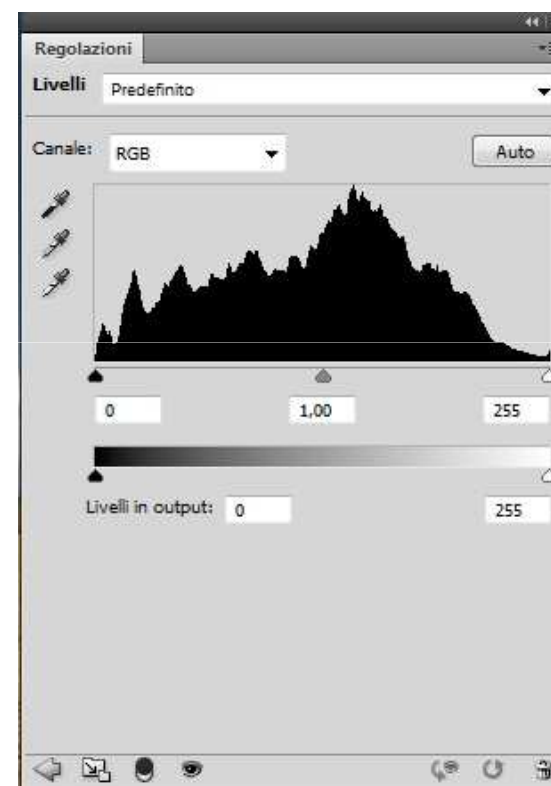 Regolazioni
Livelli Predefinito
Canale: RGB Auto
0 1,00 255
Livelli in output: 0 255